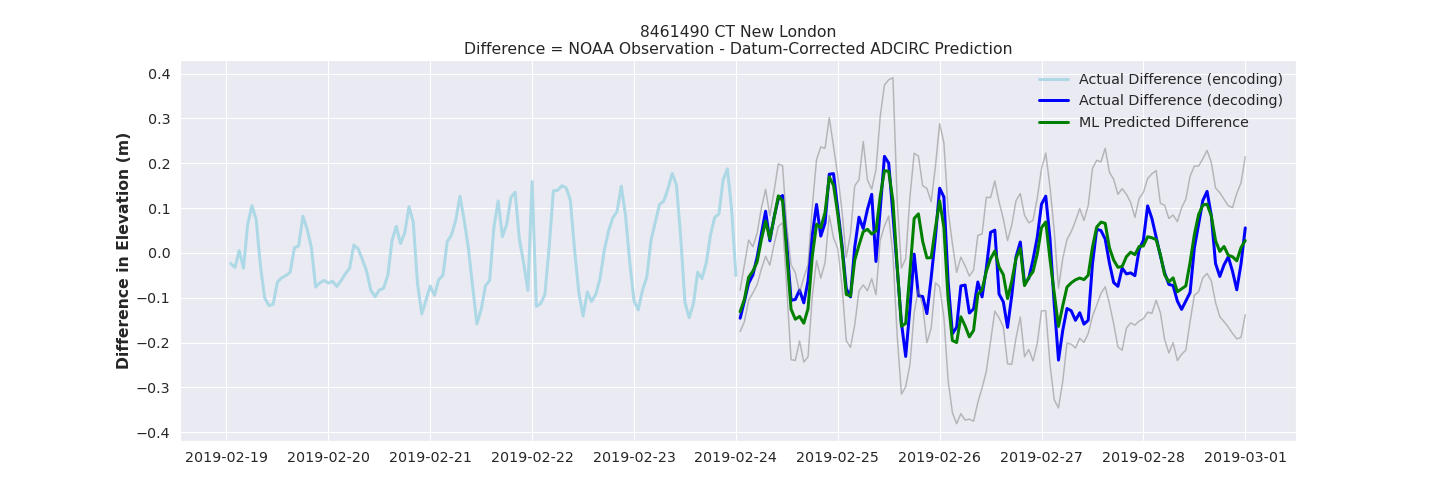 8461490 CT New London
Difference = NOAA Observation - Datum-Corrected ADCIRC Prediction
Difference in Elevation (m)
0.4
0.3
0.2
0.1
0.0
−0.1
−0.2
−0.3
−0.4
Actual Difference (encoding)
Actual Difference (decoding)
ML Predicted Difference
2019-02-19 2019-02-20 2019-02-21 2019-02-22 2019-02-23 2019-02-24 2019-02-25 2019-02-26 2019-02-27 2019-02-28 2019-03-01